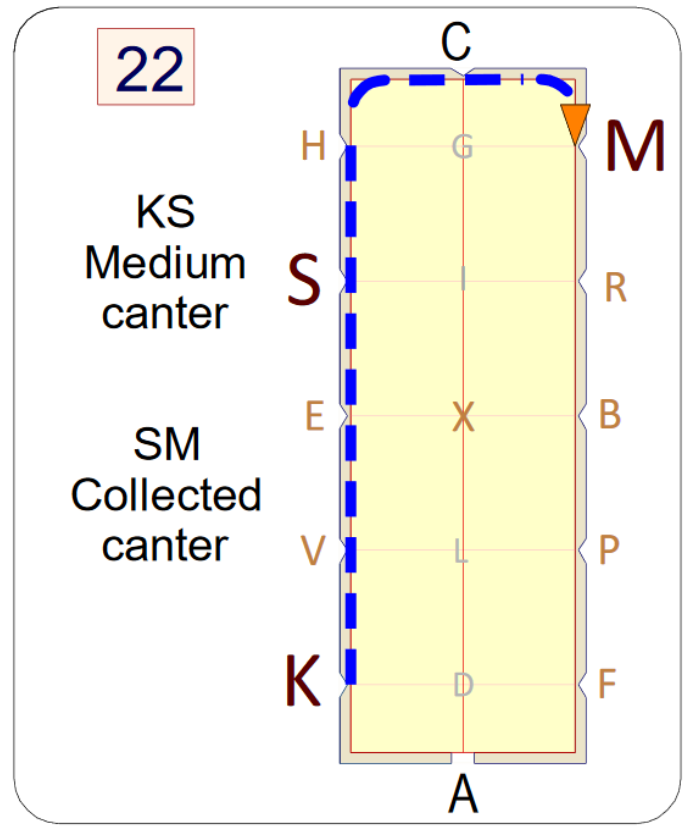 22
C
H G M
KS
Medium
canter
S I R
E X B
SM
Collected
canter
V L P
K D F
A